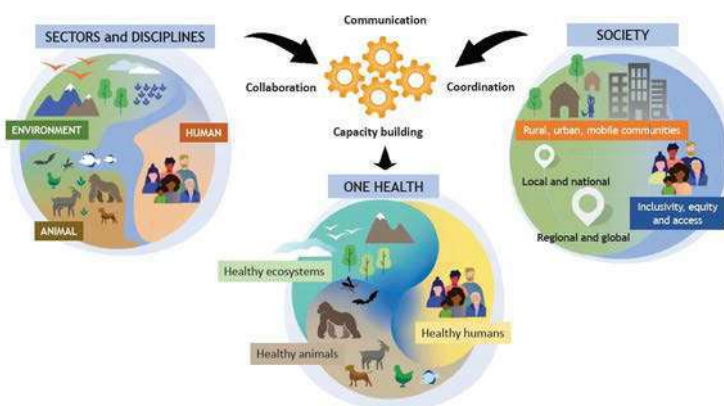 Communication
SECTORS and DISCIPLINES
SOCIETY
Collaboration
Coordination
Capacity building
ENVIRONMENT
HUMAN
ANIMAL
Rural, urban, mobile communities
Local and national
Inclusivity, equity
and access
Regional and global
ONE HEALTH
Healthy ecosystems
Healthy humans
Healthy animals